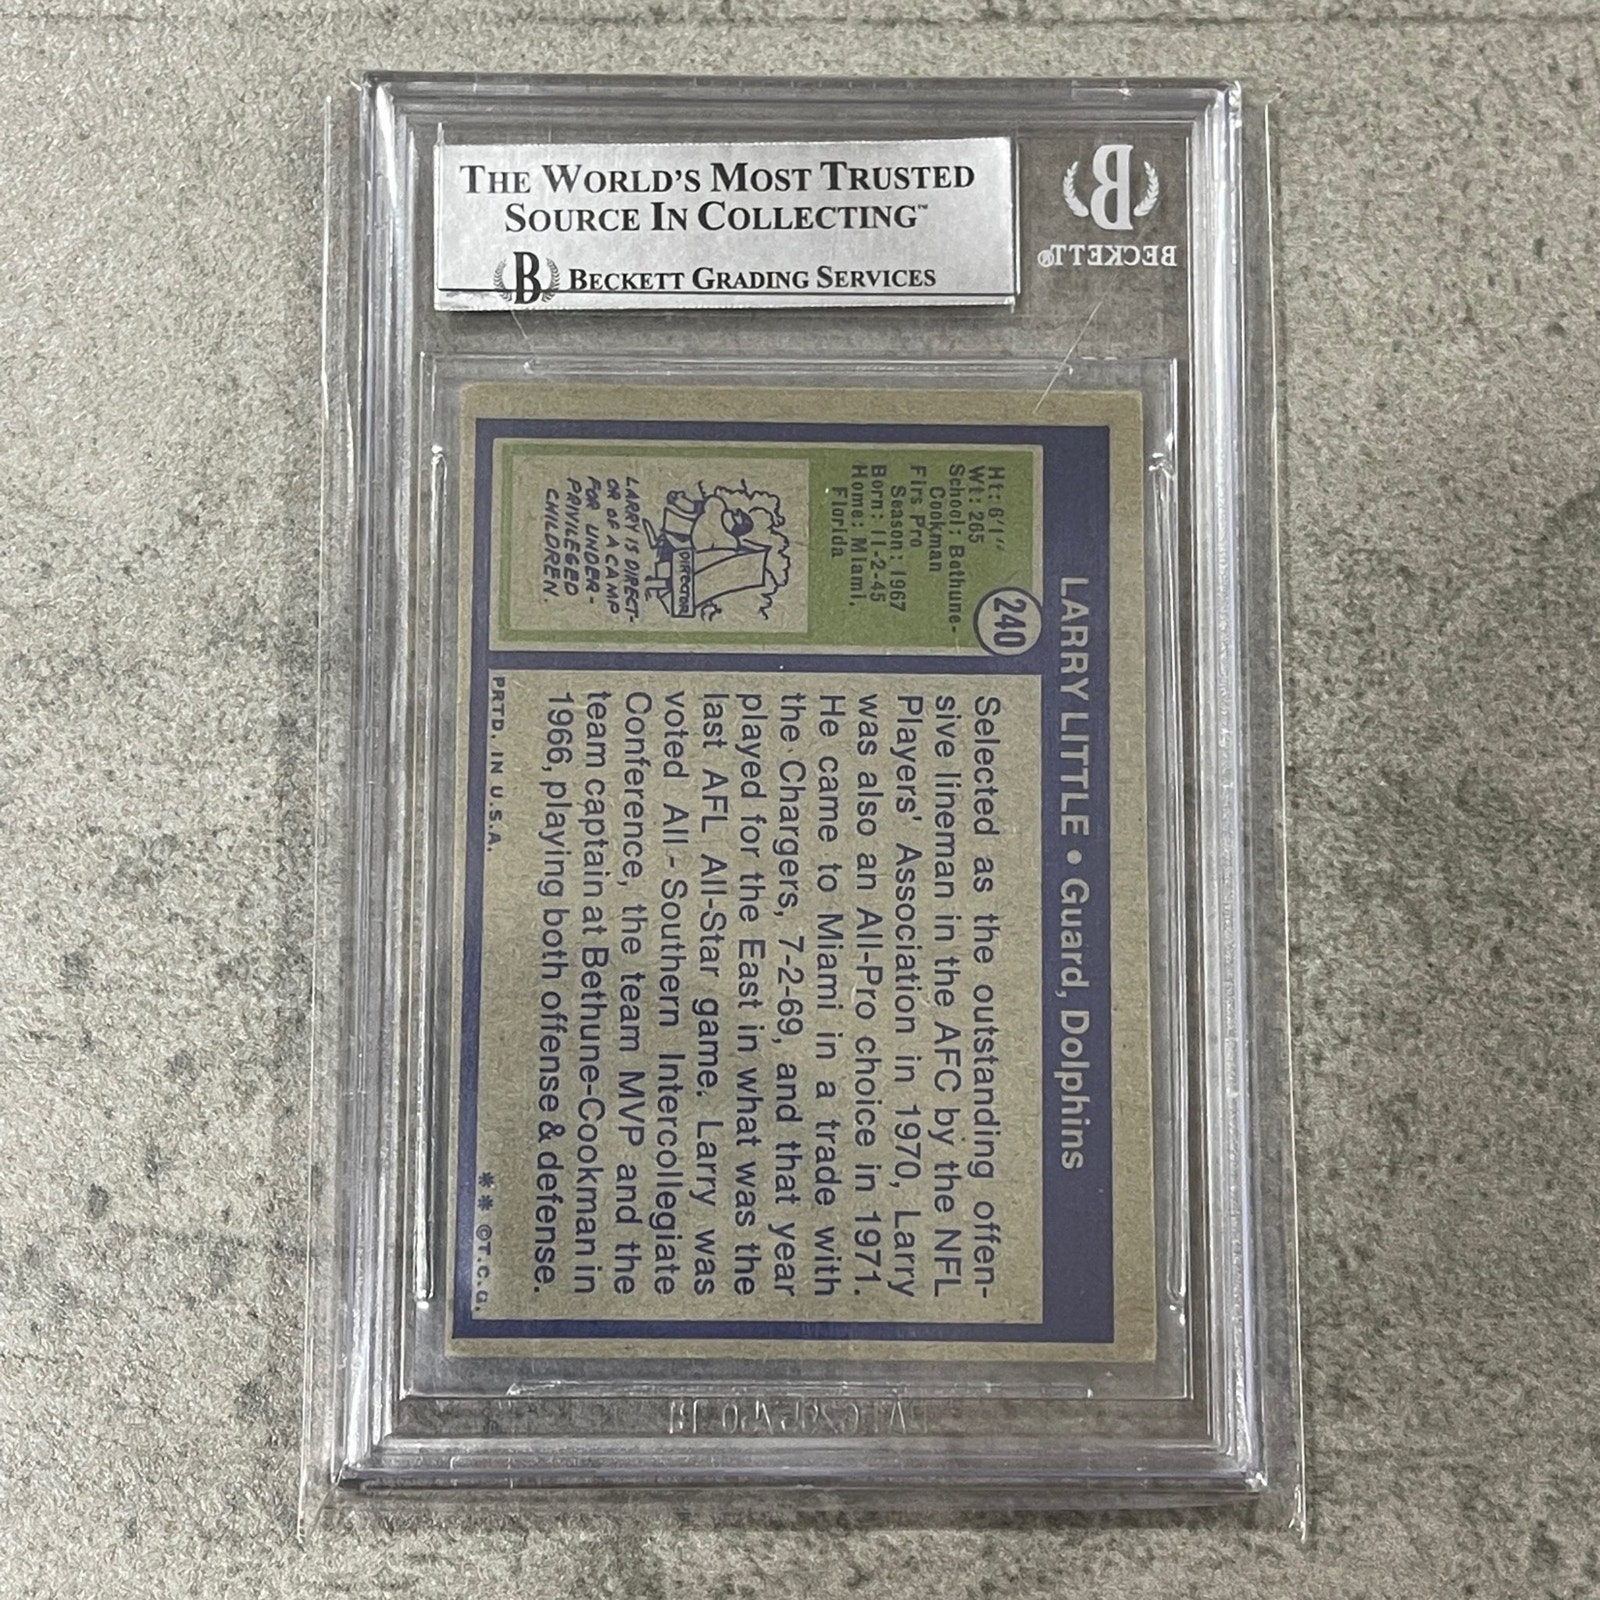 THE WORLD'S MOST TRUSTED
SOURCE IN COLLECTING™
B BECKETT GRADING SERVICES
B
BECKETT®
LARRY LITTLE • Guard, Dolphins
240
Ht: 6'1"
Wt: 265
School: Bethune-
Cookman
Firs Pro
Season: 1967
Born: 11-2-45
Home: Miami,
Florida
DIRECTOR
LARRY IS DIRECT-
OR OF A CAMP
FOR UNDER-
PRIVILEGED
CHILDREN.
Selected as the outstanding offen-
sive lineman in the AFC by the NFL
Players' Association in 1970, Larry
was also an All-Pro choice in 1971.
He came to Miami in a trade with
the Chargers, 7-2-69, and that year
played for the East in what was the
last AFL All-Star game. Larry was
voted All-Southern Intercollegiate
Conference, the team MVP and the
team captain at Bethune-Cookman in
1966, playing both offense & defense.
PRTD. IN U.S.A.
** ©T.C.G.